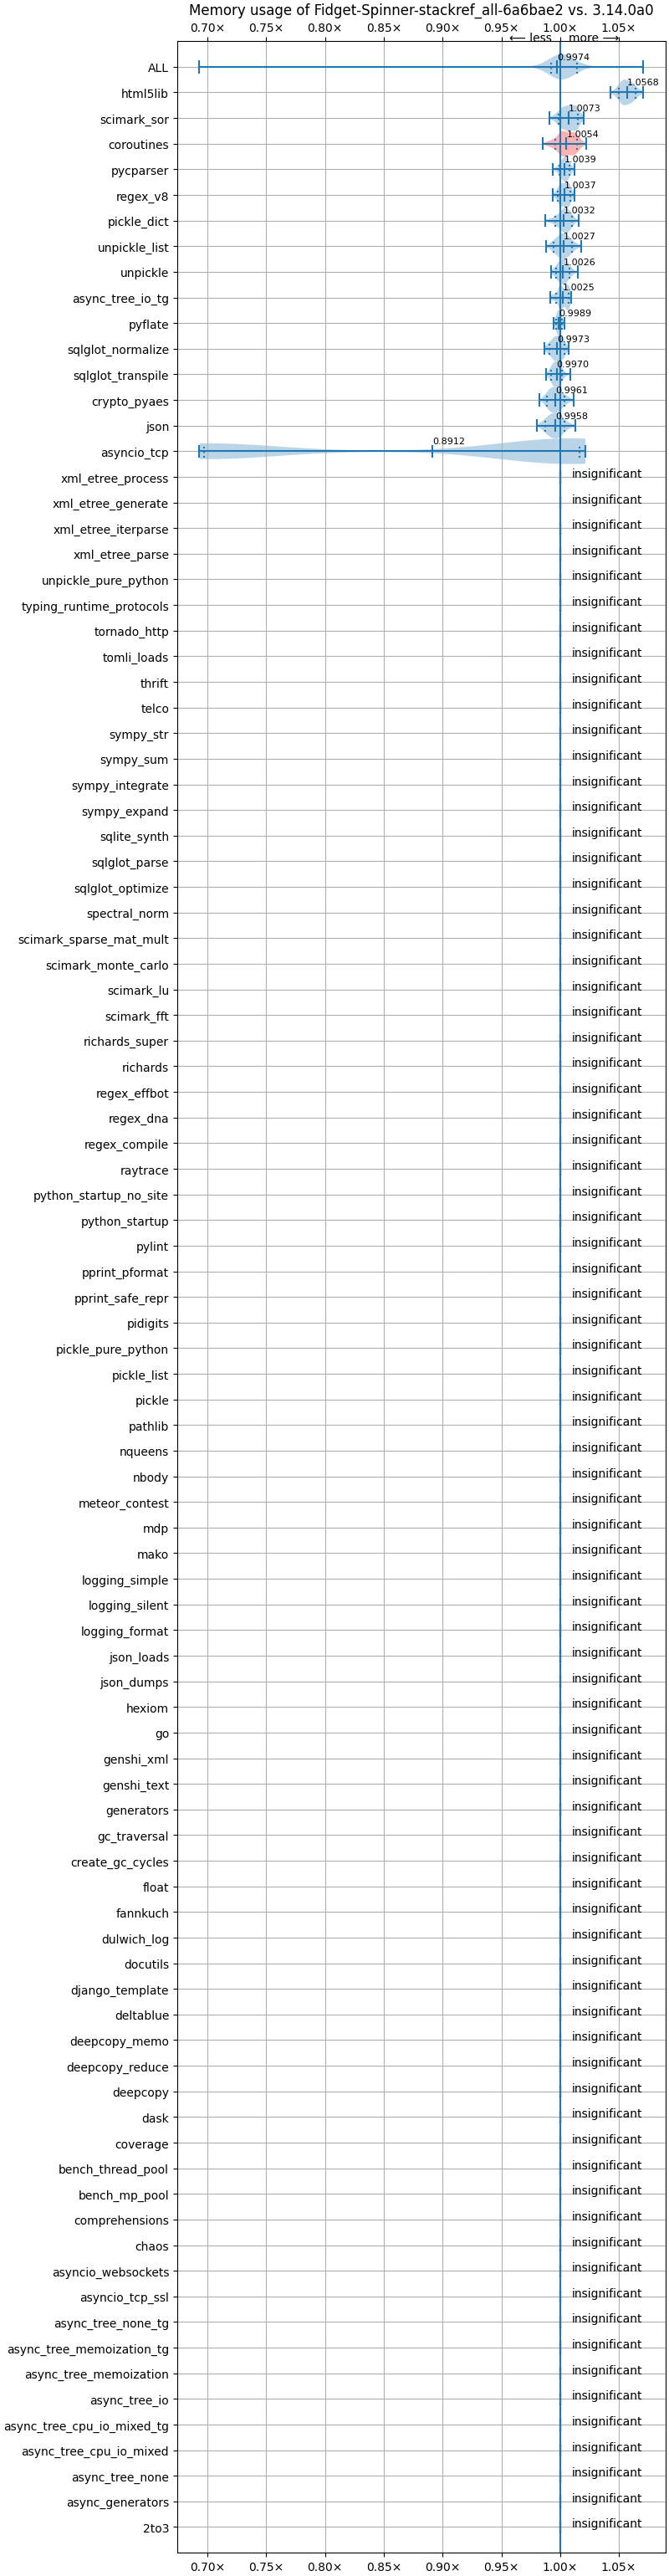 Memory usage of Fidget-Spinner-stackref_all-6a6bae2 vs. 3.14.0a0
0.70× 0.75× 0.80× 0.85× 0.90× 0.95× 1.00× 1.05×
⟵ less more ⟶
ALL 0.9974
html5lib 1.0568
scimark_sor 1.0073
coroutines 1.0054
pycparser 1.0039
regex_v8 1.0037
pickle_dict 1.0032
unpickle_list 1.0027
unpickle 1.0026
async_tree_io_tg 1.0025
pyflate 0.9989
sqlglot_normalize 0.9973
sqlglot_transpile 0.9970
crypto_pyaes 0.9961
json 0.9958
asyncio_tcp 0.8912
xml_etree_process insignificant
xml_etree_generate insignificant
xml_etree_iterparse insignificant
xml_etree_parse insignificant
unpickle_pure_python insignificant
typing_runtime_protocols insignificant
tornado_http insignificant
tomli_loads insignificant
thrift insignificant
telco insignificant
sympy_str insignificant
sympy_sum insignificant
sympy_integrate insignificant
sympy_expand insignificant
sqlite_synth insignificant
sqlglot_parse insignificant
sqlglot_optimize insignificant
spectral_norm insignificant
scimark_sparse_mat_mult insignificant
scimark_monte_carlo insignificant
scimark_lu insignificant
scimark_fft insignificant
richards_super insignificant
richards insignificant
regex_effbot insignificant
regex_dna insignificant
regex_compile insignificant
raytrace insignificant
python_startup_no_site insignificant
python_startup insignificant
pylint insignificant
pprint_pformat insignificant
pprint_safe_repr insignificant
pidigits insignificant
pickle_pure_python insignificant
pickle_list insignificant
pickle insignificant
pathlib insignificant
nqueens insignificant
nbody insignificant
meteor_contest insignificant
mdp insignificant
mako insignificant
logging_simple insignificant
logging_silent insignificant
logging_format insignificant
json_loads insignificant
json_dumps insignificant
hexiom insignificant
go insignificant
genshi_xml insignificant
genshi_text insignificant
generators insignificant
gc_traversal insignificant
create_gc_cycles insignificant
float insignificant
fannkuch insignificant
dulwich_log insignificant
docutils insignificant
django_template insignificant
deltablue insignificant
deepcopy_memo insignificant
deepcopy_reduce insignificant
deepcopy insignificant
dask insignificant
coverage insignificant
bench_thread_pool insignificant
bench_mp_pool insignificant
comprehensions insignificant
chaos insignificant
asyncio_websockets insignificant
asyncio_tcp_ssl insignificant
async_tree_none_tg insignificant
async_tree_memoization_tg insignificant
async_tree_memoization insignificant
async_tree_io insignificant
async_tree_cpu_io_mixed_tg insignificant
async_tree_cpu_io_mixed insignificant
async_tree_none insignificant
async_generators insignificant
2to3 insignificant
0.70× 0.75× 0.80× 0.85× 0.90× 0.95× 1.00× 1.05×